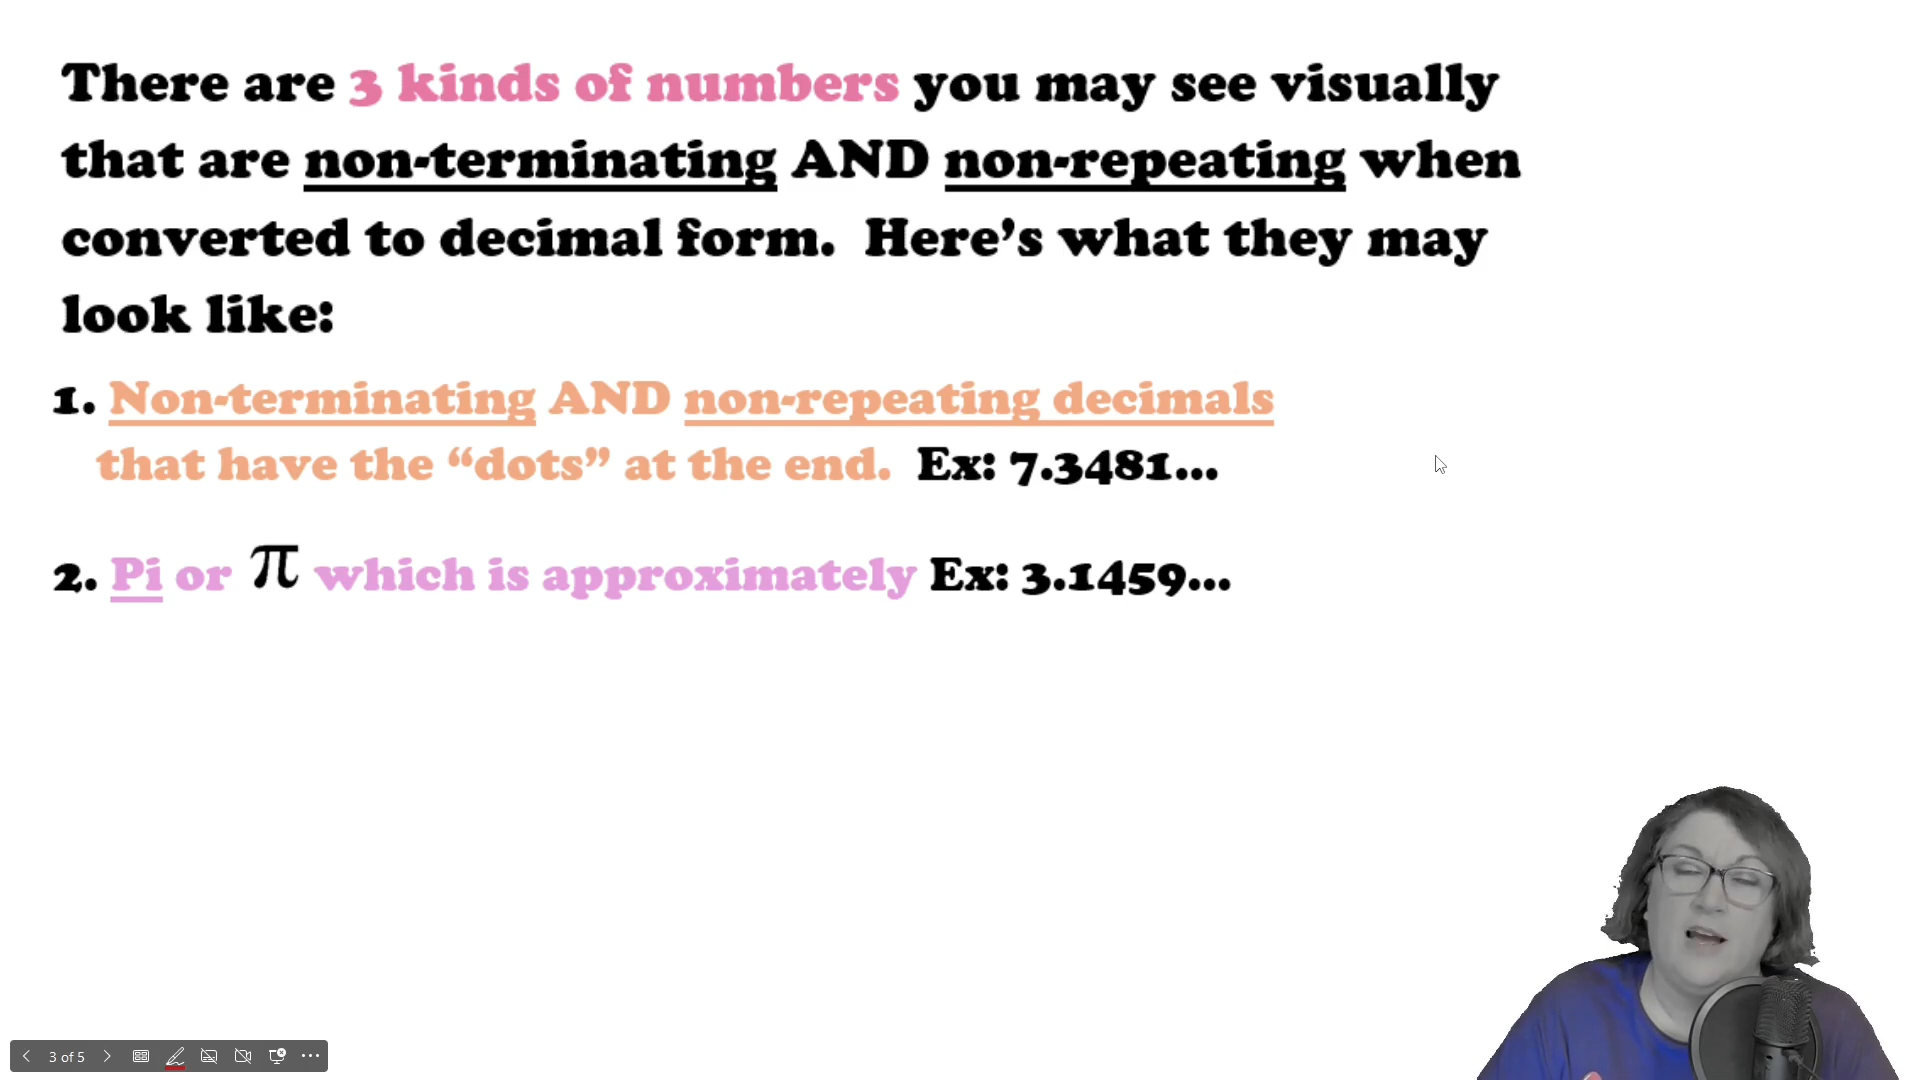 There are 3 kinds of numbers you may see visually
that are non-terminating AND non-repeating when
converted to decimal form. Here's what they may
look like:
1. Non-terminating AND non-repeating decimals
that have the “dots” at the end. Ex: 7.3481...
2. Pi or π which is approximately Ex: 3.1459...
3 of 5